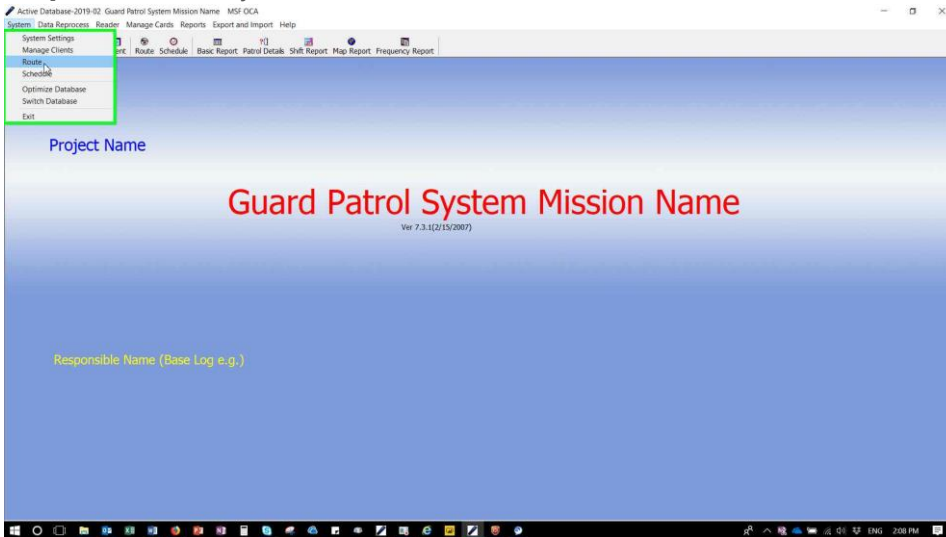 Active Database-2019-02 Guard Patrol System Mission Name MSF OCA
System Data Reprocess Reader Manage Cards Reports Export and Import Help
System Settings
Manage Clients
Route
Schedule
Optimize Database
Switch Database
Exit
Route Schedule Basic Report Patrol Details Shift Report Map Report Frequency Report
Project Name
Guard Patrol System Mission Name
Ver 7.3.1(2/15/2007)
Responsible Name (Base Log e.g.)
ENG 2:08 PM